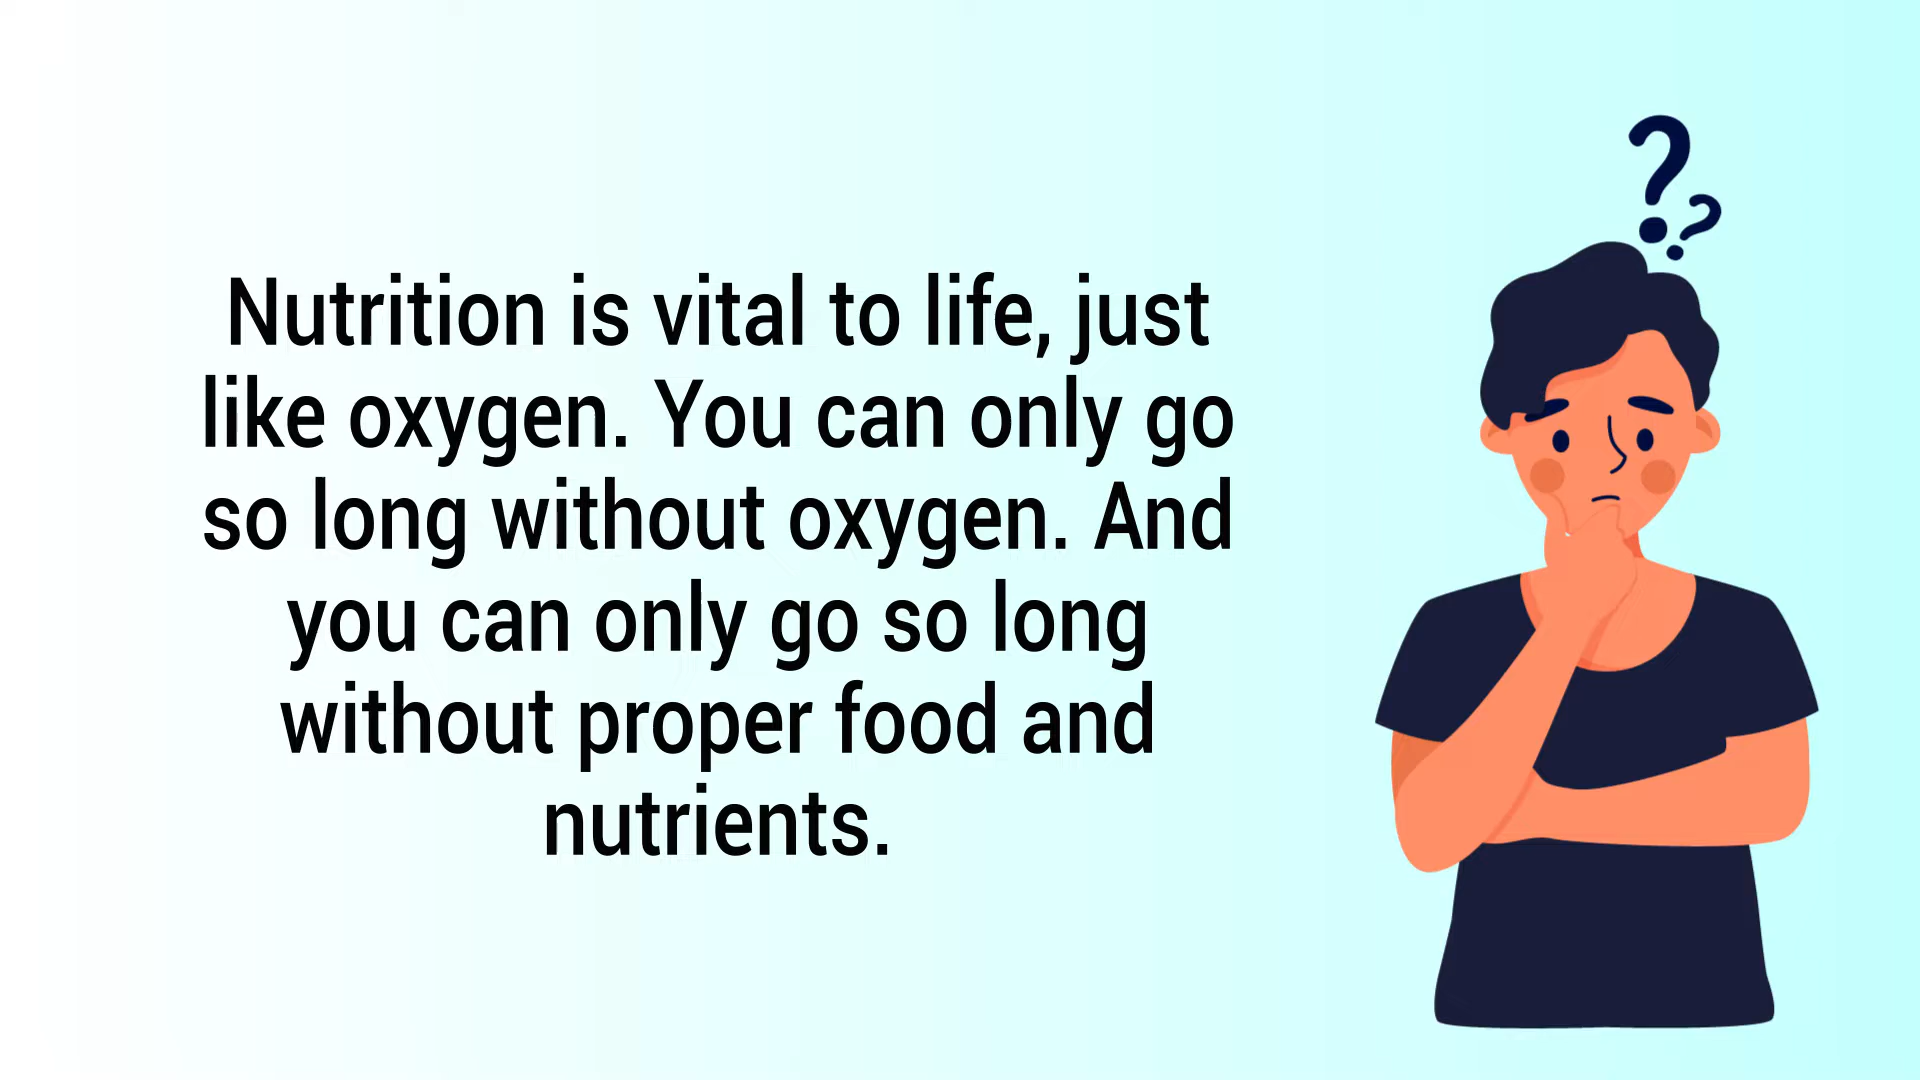 Nutrition is vital to life, just
like oxygen. You can only go
so long without oxygen. And
you can only go so long
without proper food and
nutrients.
??